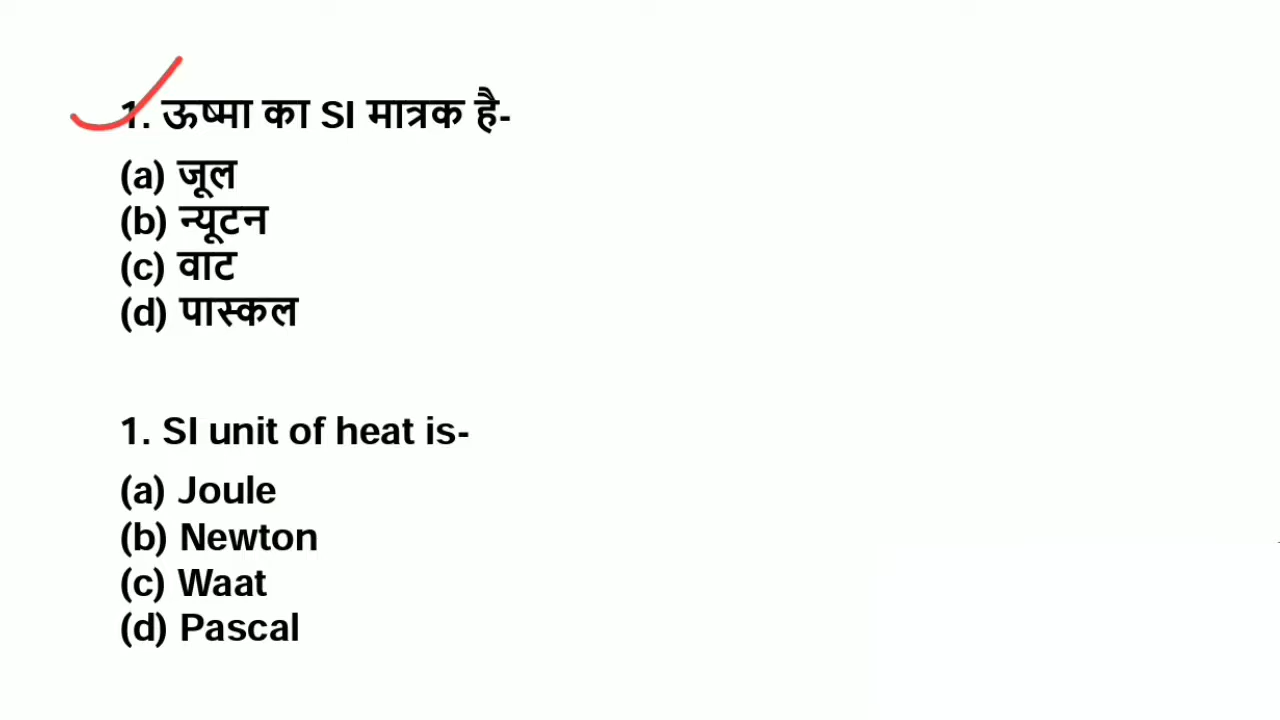 1. ऊष्मा का SI मात्रक है-
(a) जूल
(b) न्यूटन
(c) वाट
(d) पास्कल
1. SI unit of heat is-
(a) Joule
(b) Newton
(c) Waat
(d) Pascal